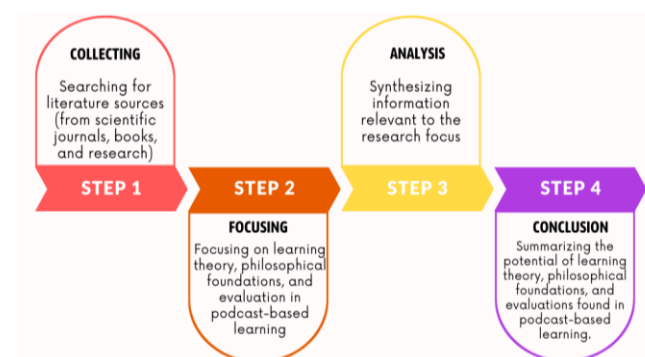 COLLECTING
Searching for
literature sources
(from scientific
journals, books,
and research)
STEP 1
STEP 2
FOCUSING
Focusing on learning
theory, philosophical
foundations, and
evaluation in
podcast-based
learning
ANALYSIS
Synthesizing
information
relevant to the
research focus
STEP 3
STEP 4
CONCLUSION
Summarizing the
potential of learning
theory, philosophical
foundations, and
evaluations found in
podcast-based
learning.